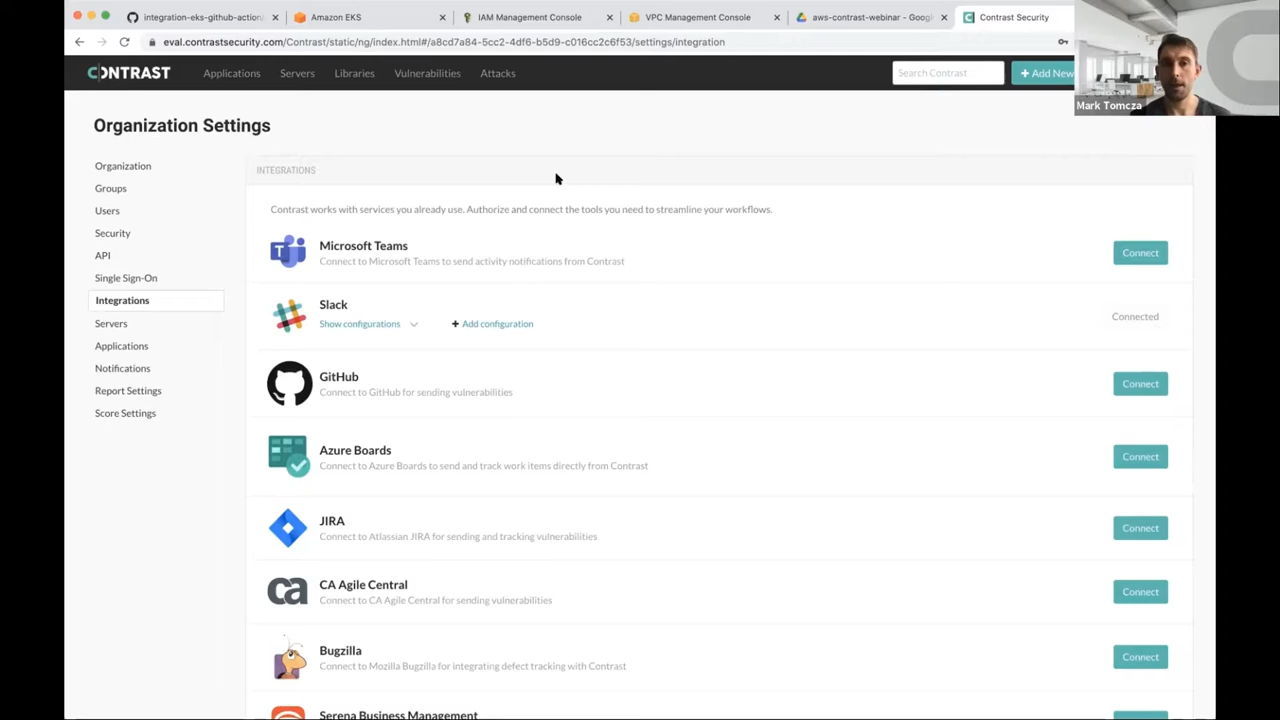 integration-eks-github-action
Amazon EKS
IAM Management Console
VPC Management Console
aws-contrast-webinar - Googl
Contrast Security
eval.contrastsecurity.com/Contrast/static/ng/index.html#/a8cd7a84-5cc2-4df6-b5d9-c016cc2c6f53/settings/integration
CONTRAST
Applications
Servers
Libraries
Vulnerabilities
Attacks
Search Contrast
+ Add New
Mark Tomcza
Organization Settings
Organization
Groups
Users
Security
API
Single Sign-On
Integrations
Servers
Applications
Notifications
Report Settings
Score Settings
INTEGRATIONS
Contrast works with services you already use. Authorize and connect the tools you need to streamline your workflows.
Microsoft Teams
Connect to Microsoft Teams to send activity notifications from Contrast
Connect
Slack
Show configurations
+ Add configuration
Connected
GitHub
Connect to GitHub for sending vulnerabilities
Connect
Azure Boards
Connect to Azure Boards to send and track work items directly from Contrast
Connect
JIRA
Connect to Atlassian JIRA for sending and tracking vulnerabilities
Connect
ca
CA Agile Central
Connect to CA Agile Central for sending vulnerabilities
Connect
Bugzilla
Connect to Mozilla Bugzilla for integrating defect tracking with Contrast
Connect
Serena Business Management